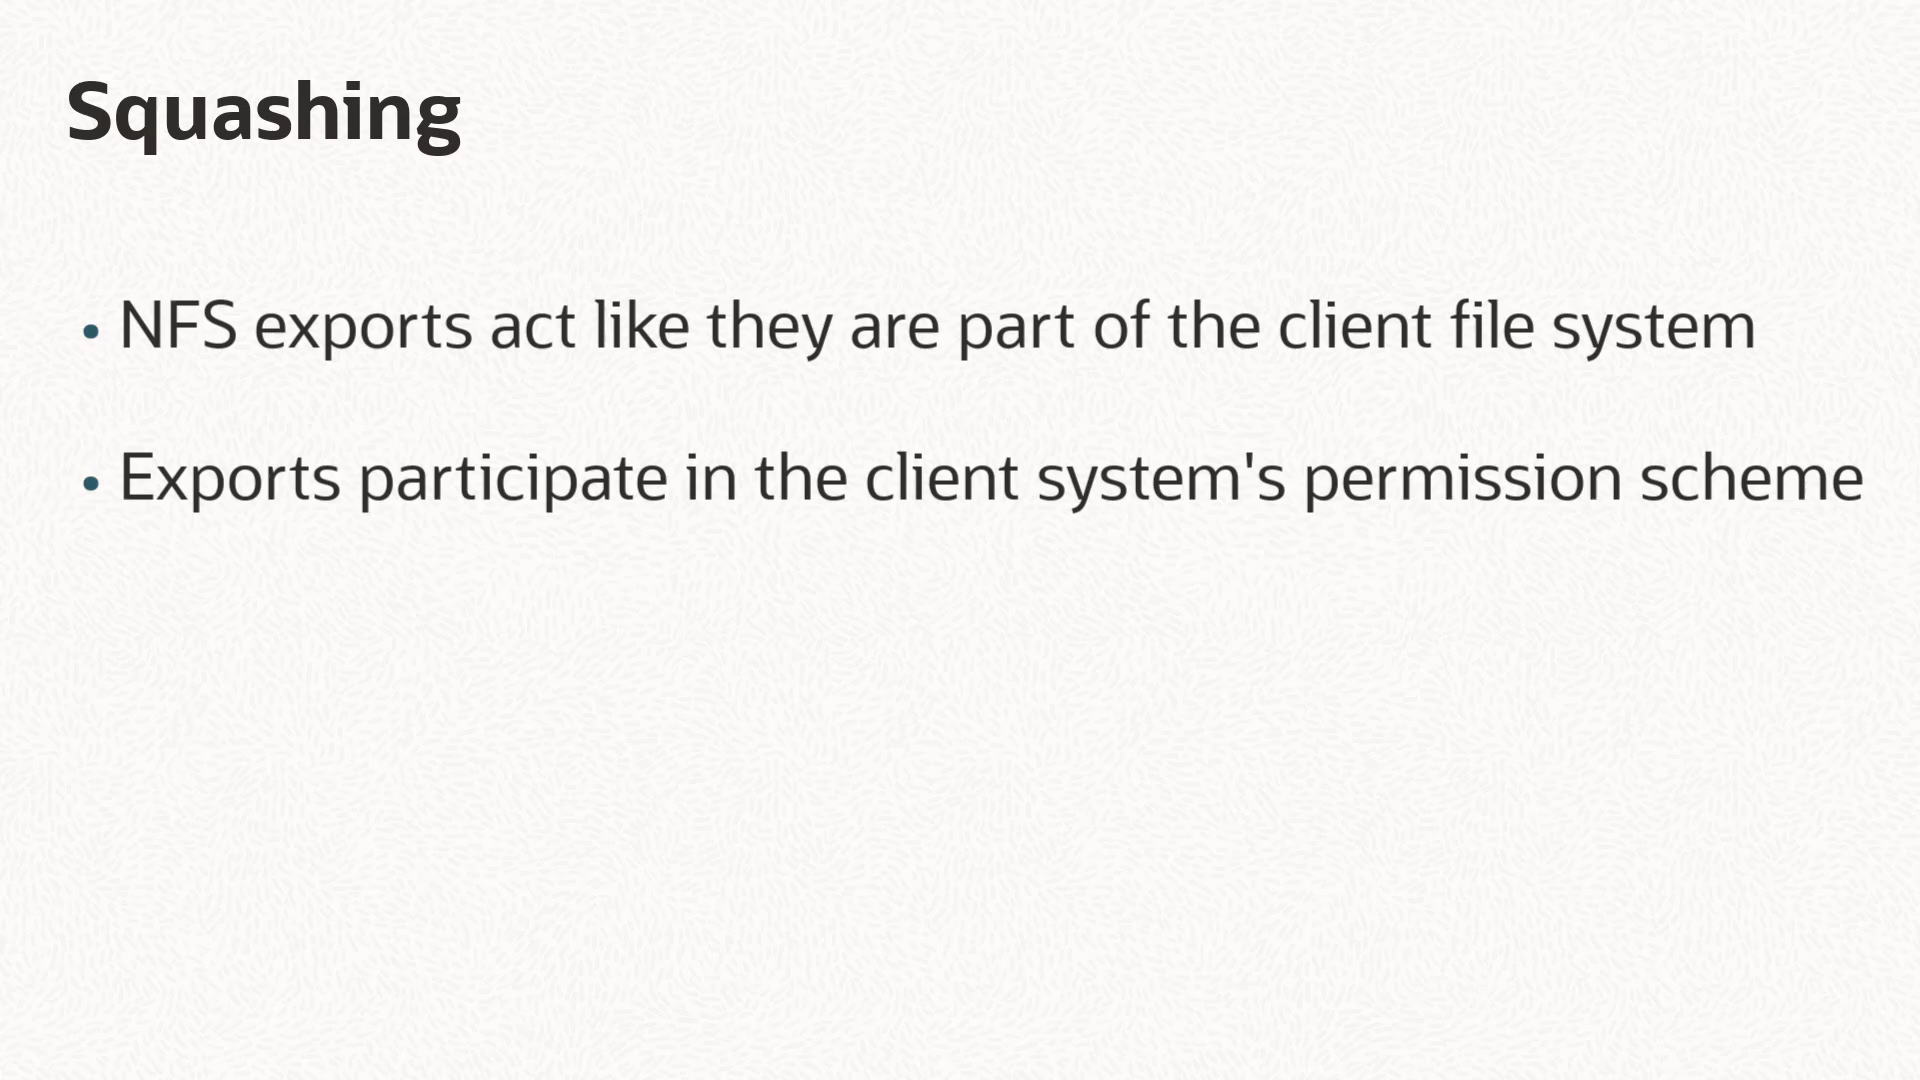 Squashing
• NFS exports act like they are part of the client file system
• Exports participate in the client system's permission scheme